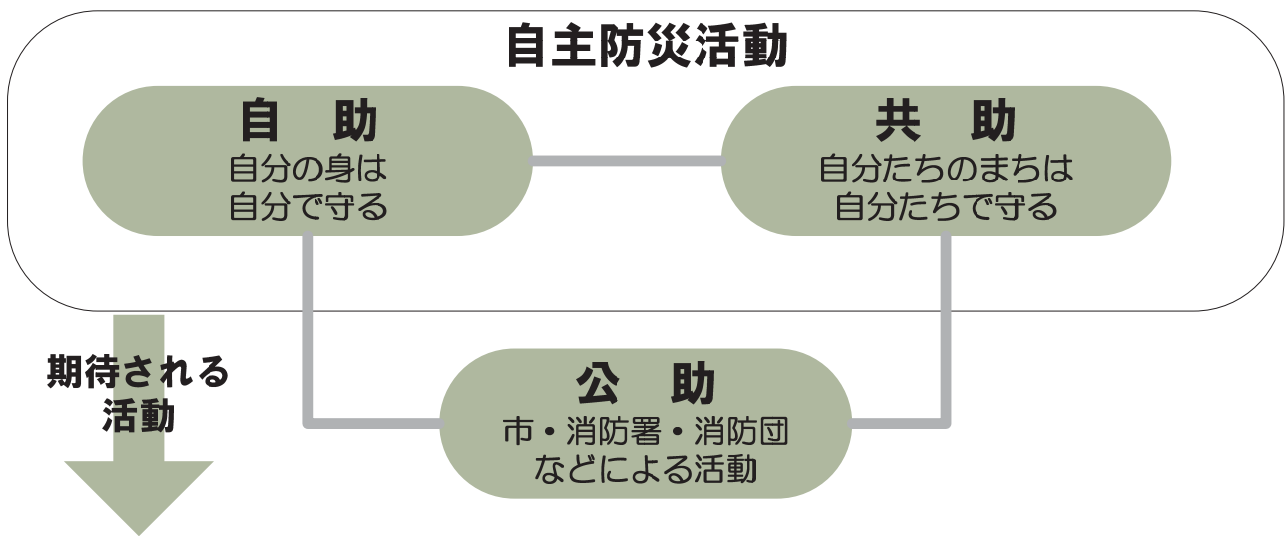 自主防災活動
自　助
自分の身は
自分で守る
共　助
自分たちのまちは
自分たちで守る
期待される
活動
公　助
市・消防署・消防団
などによる活動